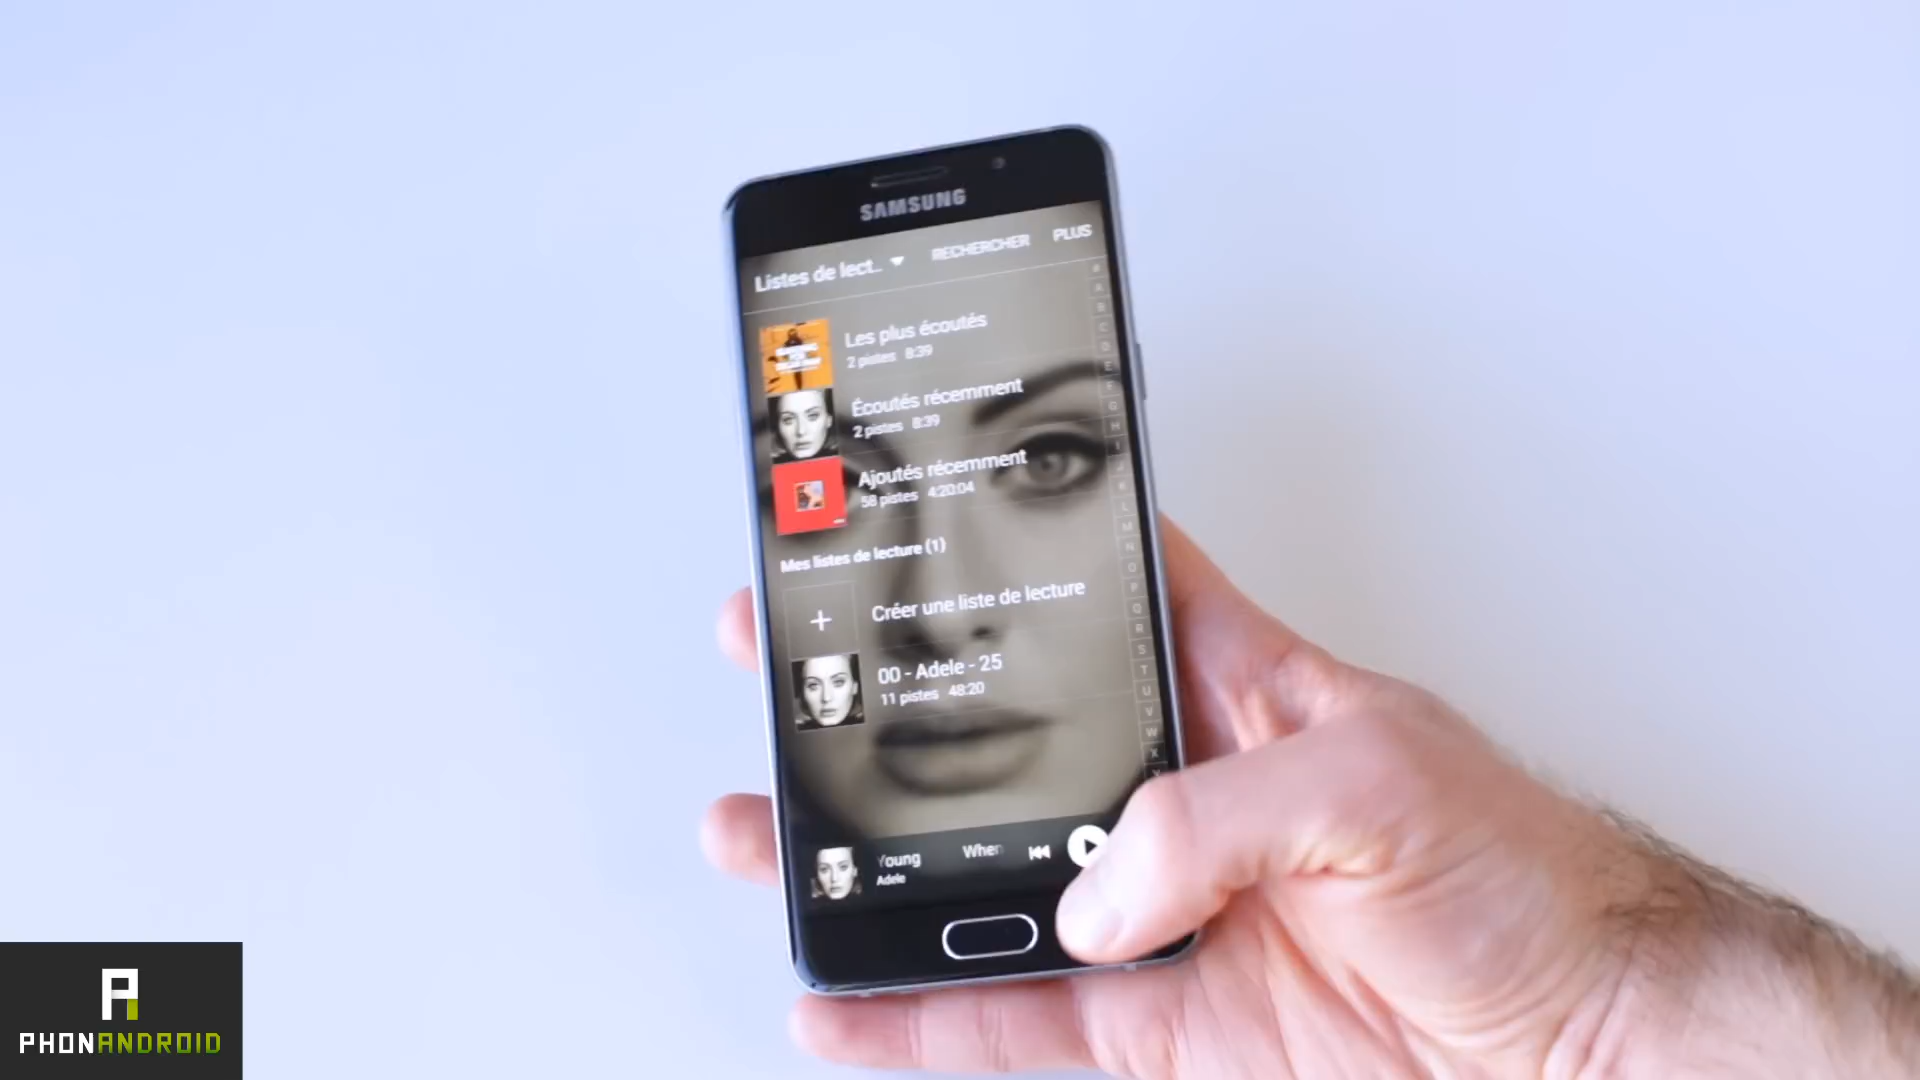 SAMSUNG
Listes de lect..
RECHERCHER
PLUS
Les plus écoutés
2 pistes 8:39
Écoutés récemment
2 pistes 8:39
Ajoutés récemment
58 pistes 4:20:04
Mes listes de lecture (1)
+ Créer une liste de lecture
00 - Adele - 25
11 pistes 48:20
Young
When
Adele
#
A
B
C
D
E
F
G
H
I
J
K
L
M
N
O
P
Q
R
S
T
U
V
W
X
Y
PHONANDROID